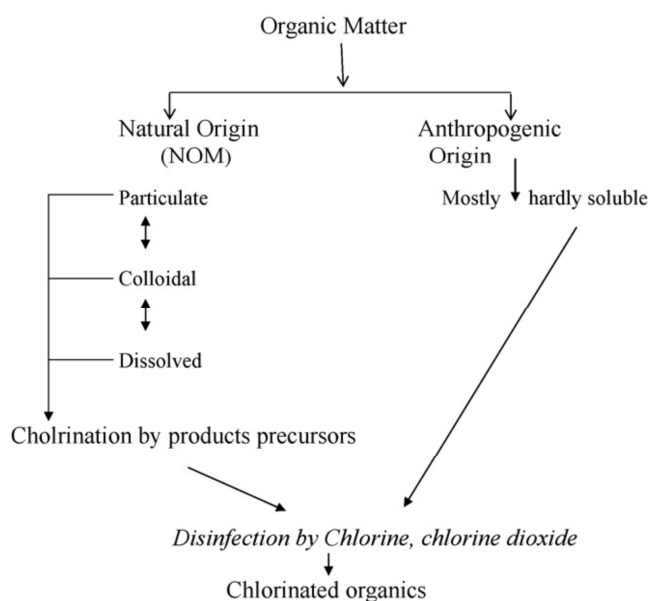 Organic Matter
Natural Origin
(NOM)
Anthropogenic
Origin
Particulate
Mostly hardly soluble
Colloidal
Dissolved
Cholrination by products precursors
Disinfection by Chlorine, chlorine dioxide
Chlorinated organics